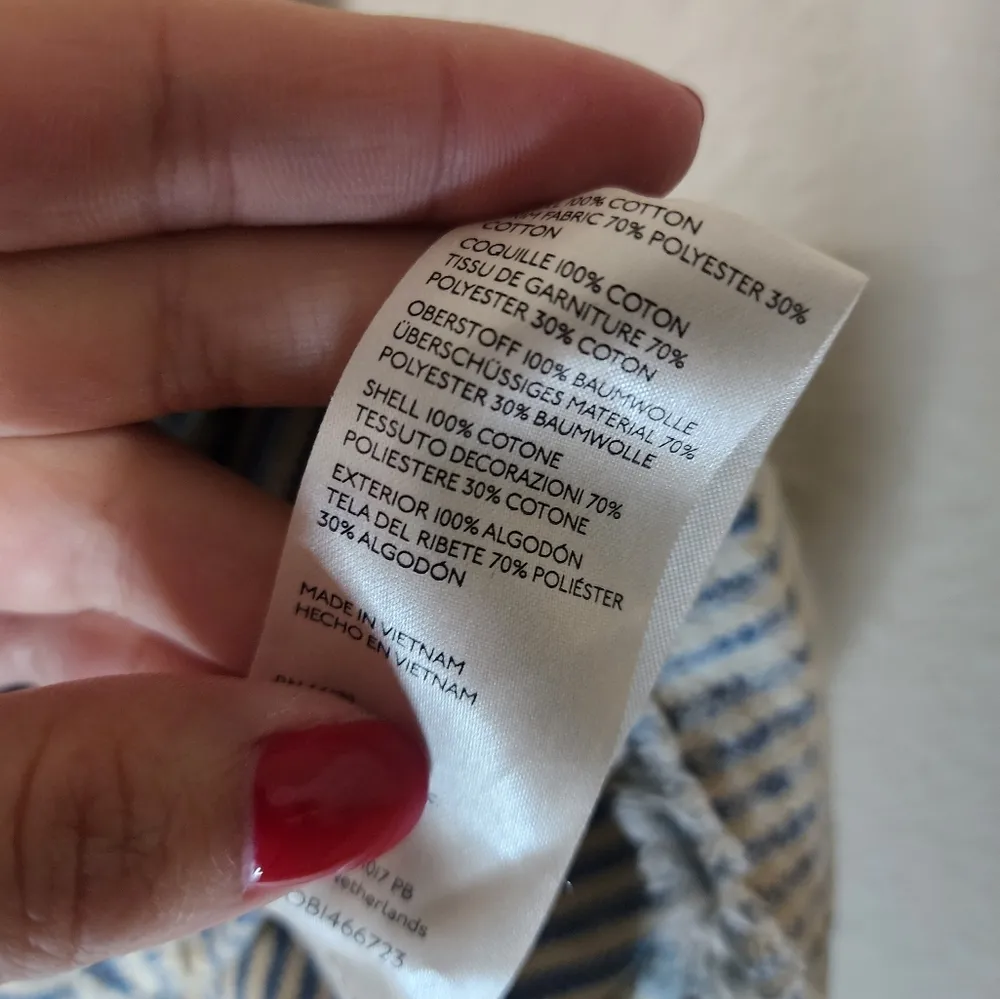 100% COTTON
FABRIC 70% POLYESTER 30%
COTTON
COQUILLE 100% COTON
TISSU DE GARNITURE 70%
POLYESTER 30% COTON
OBERSTOFF 100% BAUMWOLLE
ÜBERSCHÜSSIGES MATERIAL 70%
POLYESTER 30% BAUMWOLLE
SHELL 100% COTONE
TESSUTO DECORAZIONI 70%
POLIESTERE 30% COTONE
EXTERIOR 100% ALGODÓN
TELA DEL RIBETE 70% POLIÉSTER
30% ALGODÓN
MADE IN VIETNAM
HECHO EN VIETNAM
1017 PB
Netherlands
OB1466723